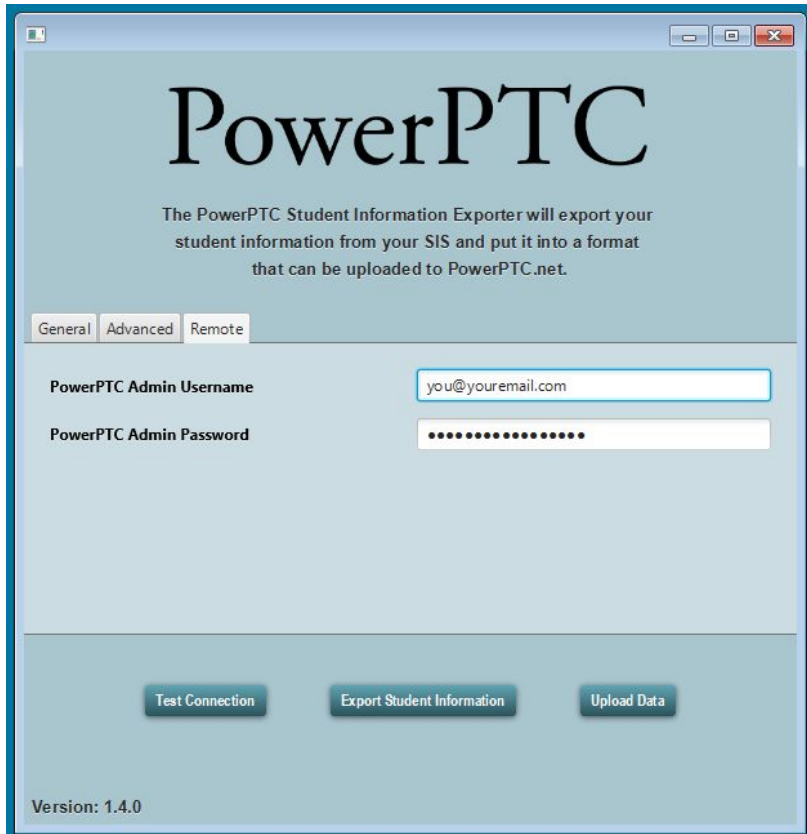 PowerPTC
The PowerPTC Student Information Exporter will export your
student information from your SIS and put it into a format
that can be uploaded to PowerPTC.net.
General Advanced Remote
PowerPTC Admin Username you@youremail.com
PowerPTC Admin Password •••••••••••••••••
Test Connection Export Student Information Upload Data
Version: 1.4.0